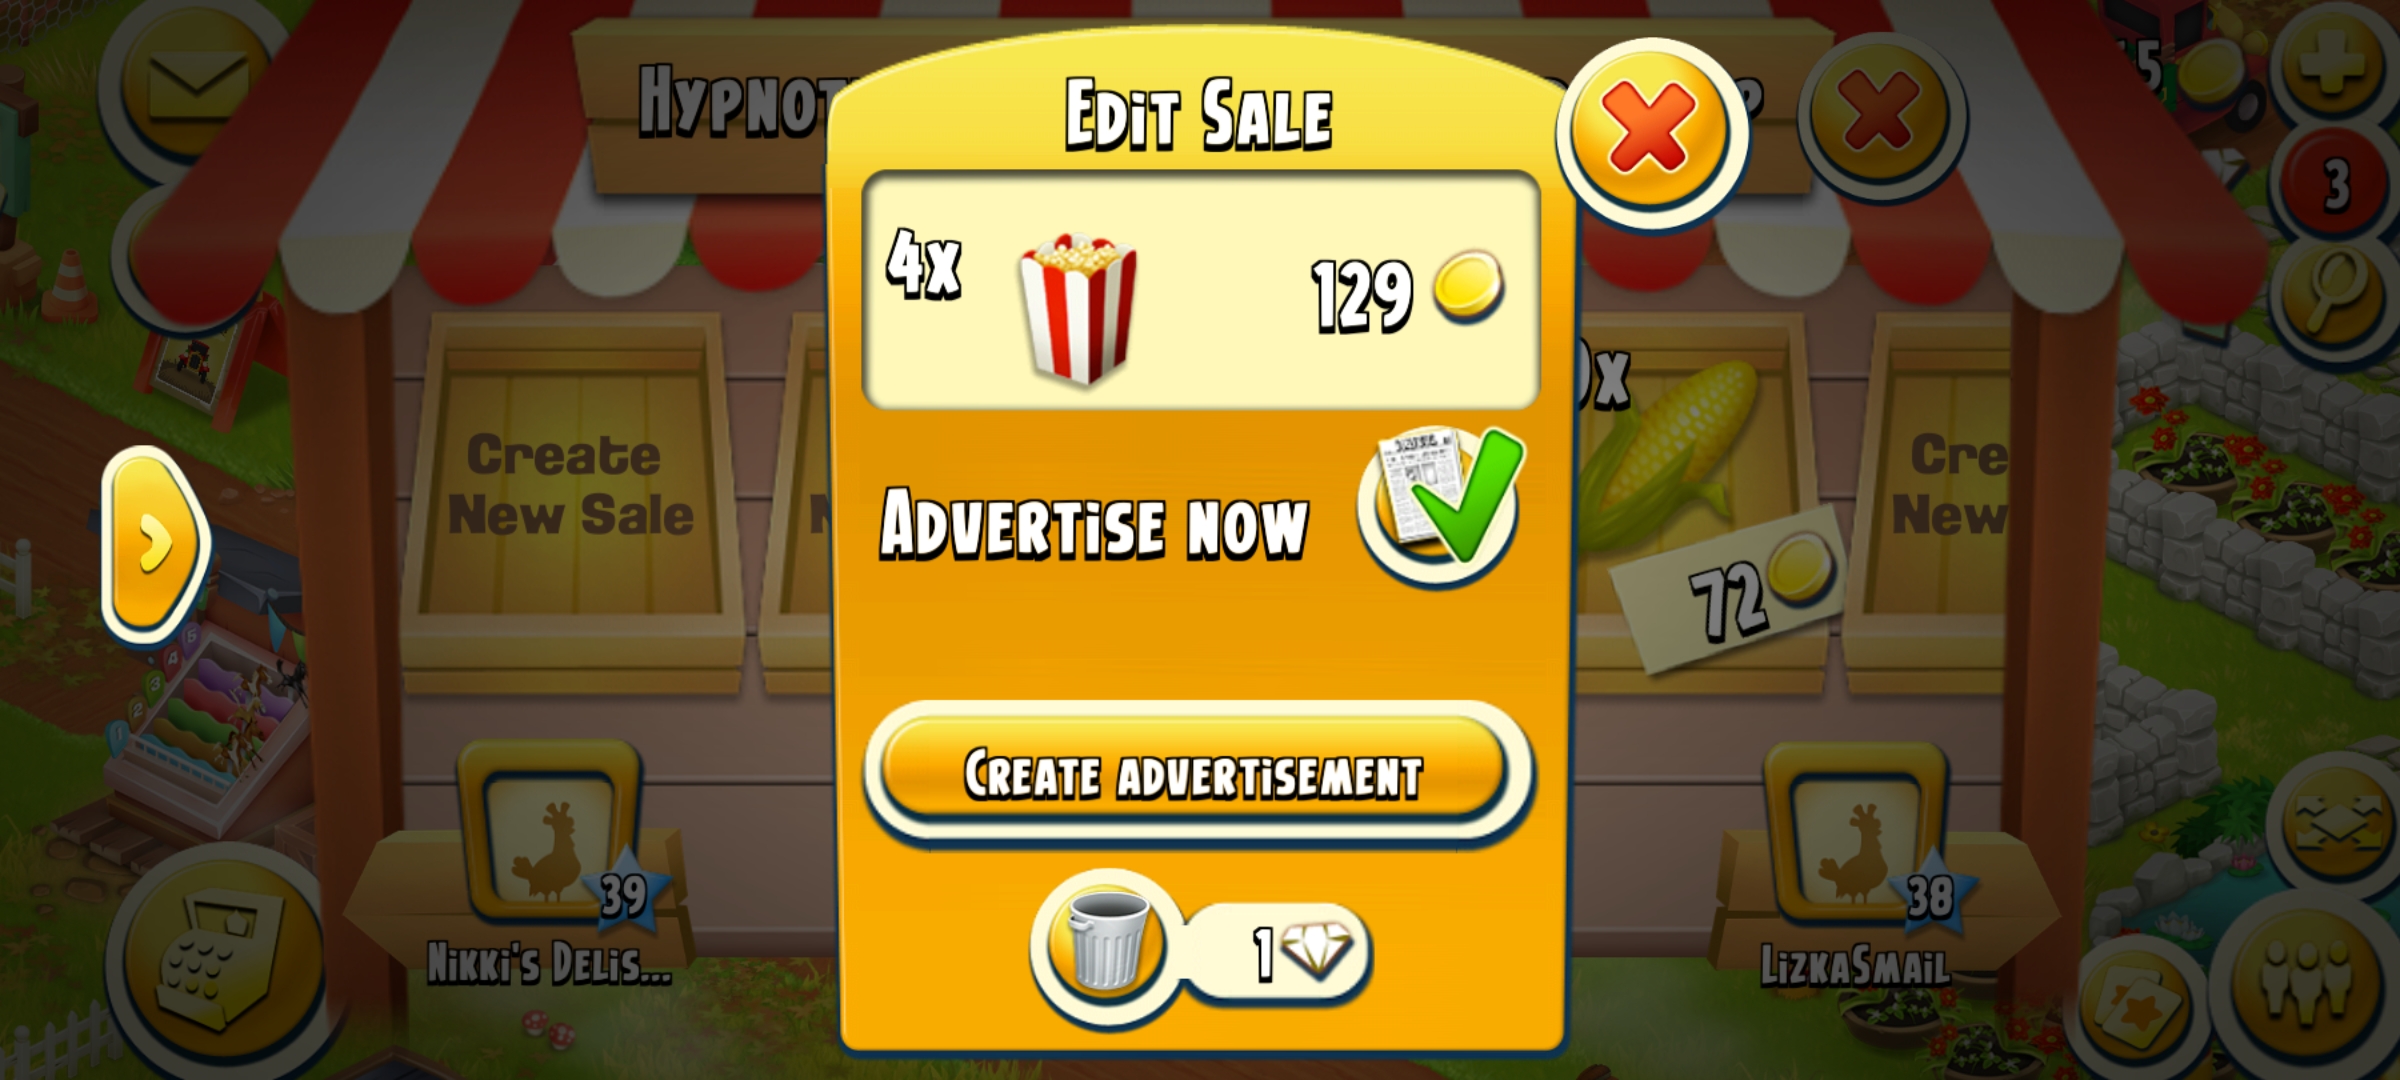 Edit Sale
4x
129
Advertise now
Create advertisement
1
Create
New Sale
72
39
Nikki's Delis...
38
LizkaSmail
3